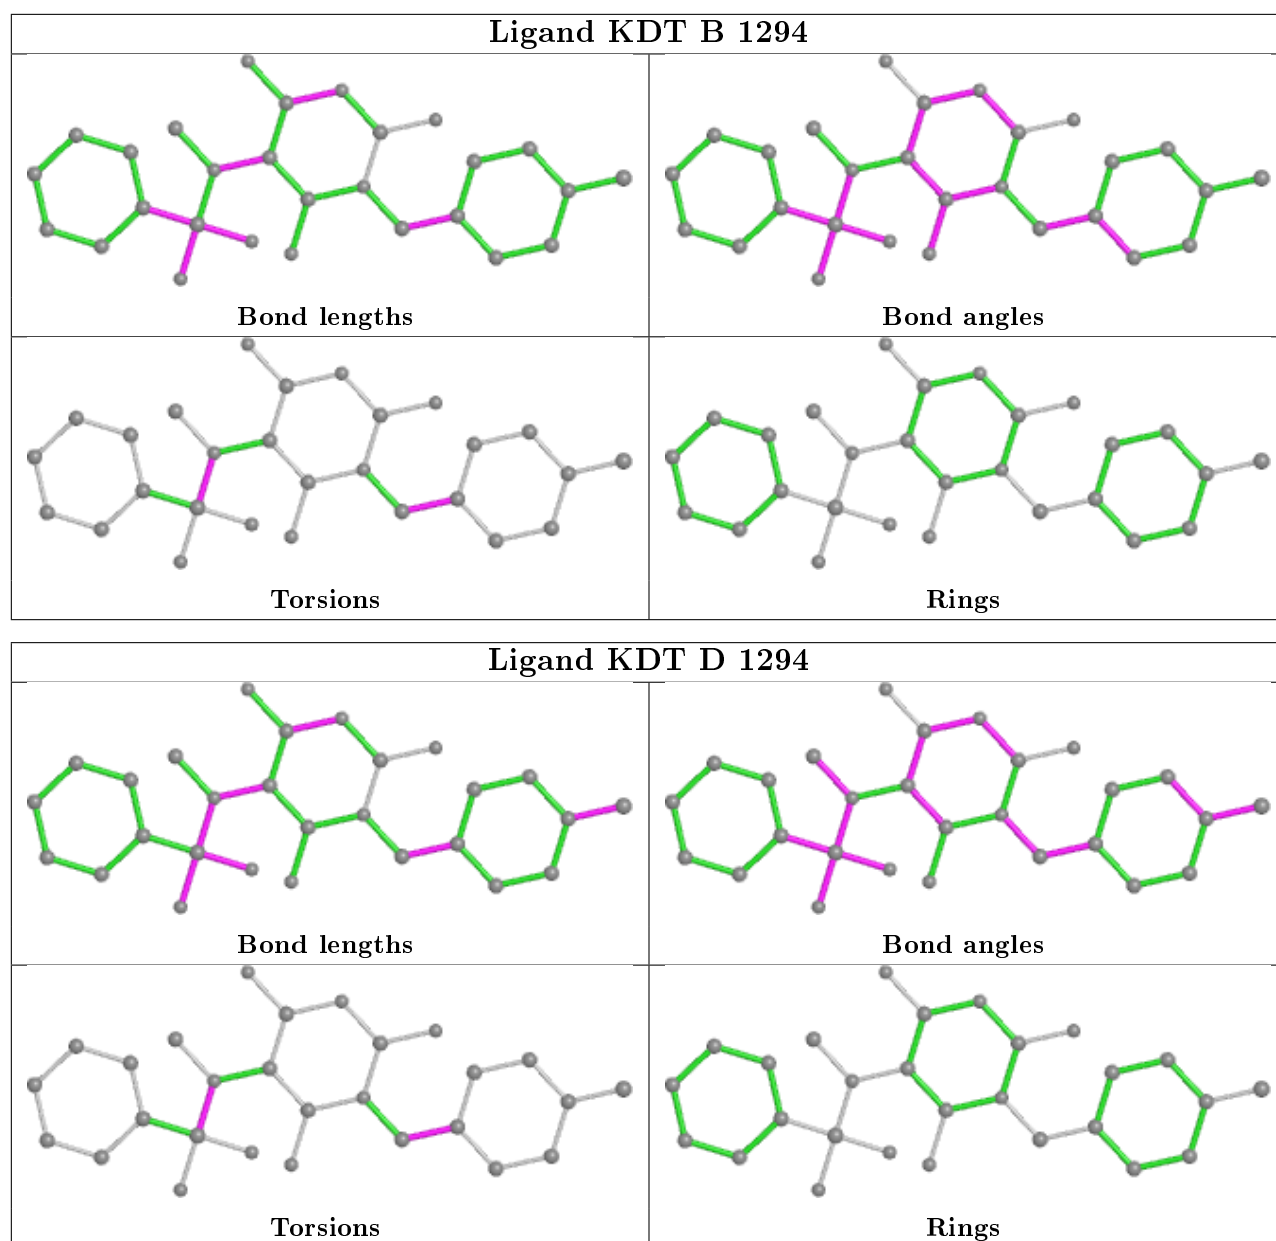 Ligand KDT B 1294
Bond lengths
Bond angles
Torsions
Rings
Ligand KDT D 1294
Bond lengths
Bond angles
Torsions
Rings